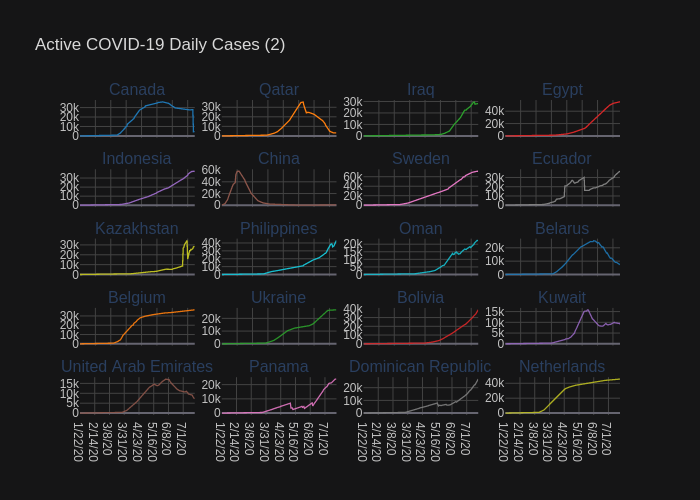 Active COVID-19 Daily Cases (2)
Canada Qatar Iraq Egypt
30k 20k 10k 0
30k 20k 10k 0
30k 20k 10k 0
40k 20k 0
Indonesia China Sweden Ecuador
30k 20k 10k 0
60k 40k 20k 0
60k 40k 20k 0
30k 20k 10k 0
Kazakhstan Philippines Oman Belarus
30k 20k 10k 0
40k 30k 20k 10k 0
20k 15k 10k 5k 0
20k 10k 0
Belgium Ukraine Bolivia Kuwait
30k 20k 10k 0
20k 10k 0
40k 30k 20k 10k 0
15k 10k 5k 0
United Arab Emirates Panama Dominican Republic Netherlands
15k 10k 5k 0
20k 10k 0
20k 10k 0
40k 20k 0
1/22/20 2/14/20 3/8/20 3/31/20 4/23/20 5/16/20 6/8/20 7/1/20
1/22/20 2/14/20 3/8/20 3/31/20 4/23/20 5/16/20 6/8/20 7/1/20
1/22/20 2/14/20 3/8/20 3/31/20 4/23/20 5/16/20 6/8/20 7/1/20
1/22/20 2/14/20 3/8/20 3/31/20 4/23/20 5/16/20 6/8/20 7/1/20